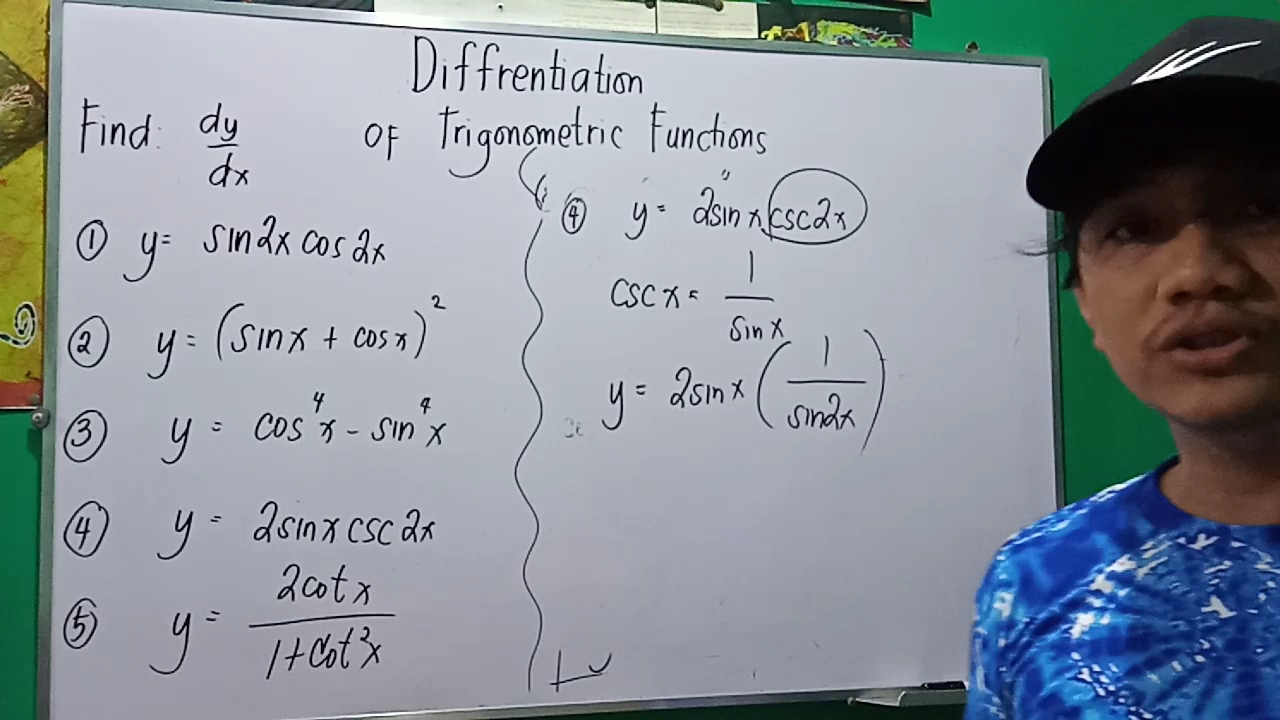 Diffrentiation
Find: dy/dx
OF Trigonometric Functions
① y = sin2x cos2x
② y = (sinx + cosx)²
③ y = cos⁴x - sin⁴x
④ y = 2sinx csc2x
⑤ y = 2cotx / 1+cot²x
④ y = 2sinx csc2x
cscx = 1 / sinx
y = 2sinx (1 / sin2x)